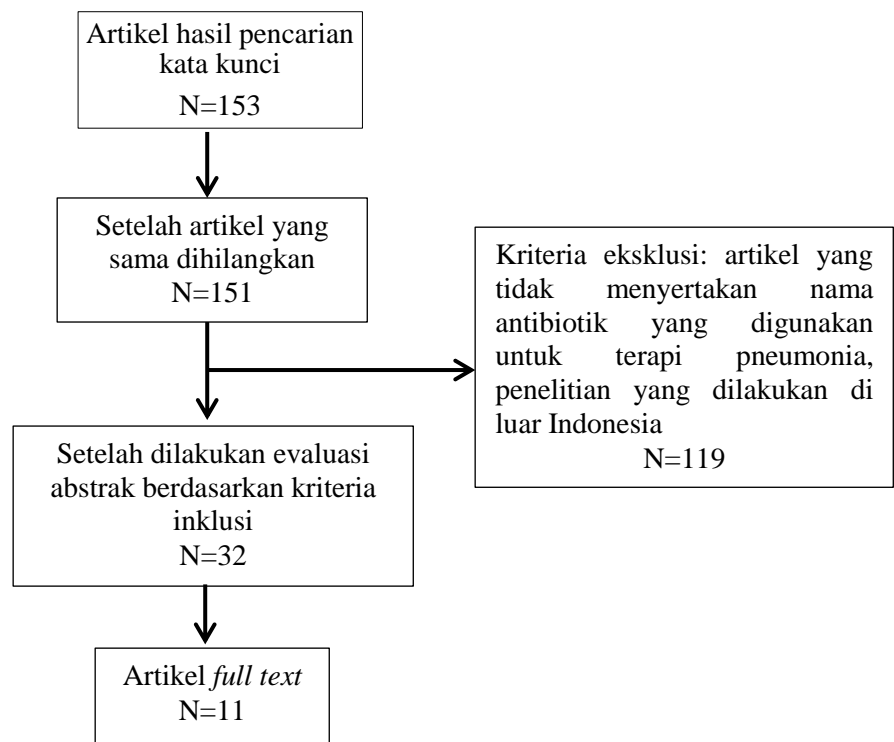 Artikel hasil pencarian
kata kunci
N=153
Setelah artikel yang
sama dihilangkan
N=151
Kriteria eksklusi: artikel yang
tidak menyertakan nama
antibiotik yang digunakan
untuk terapi pneumonia,
penelitian yang dilakukan di
luar Indonesia
N=119
Setelah dilakukan evaluasi
abstrak berdasarkan kriteria
inklusi
N=32
Artikel full text
N=11